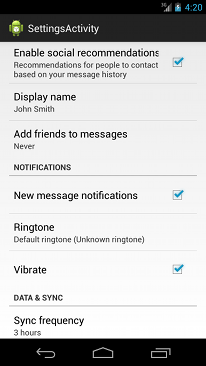 3G 4:20
SettingsActivity
Enable social recommendations
Recommendations for people to contact
based on your message history
Display name
John Smith
Add friends to messages
Never
NOTIFICATIONS
New message notifications
Ringtone
Default ringtone (Unknown ringtone)
Vibrate
DATA & SYNC
Sync frequency
3 hours